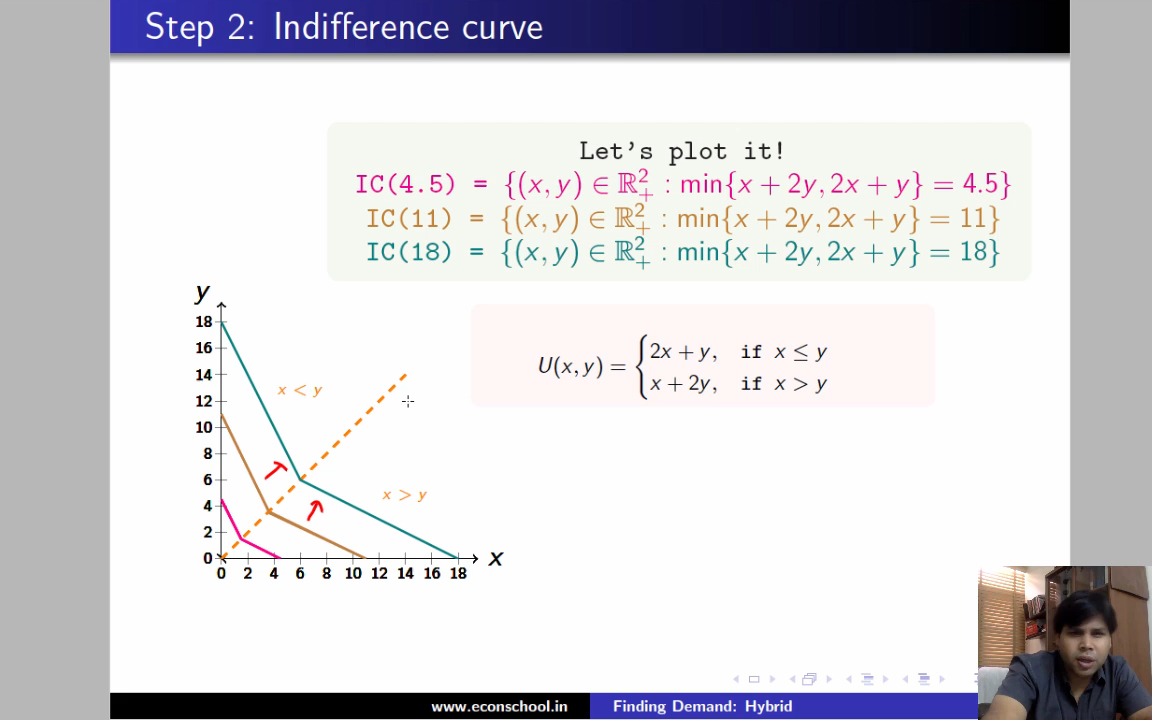 Step 2: Indifference curve
Let's plot it!
IC(4.5) = {(x, y) ∈ ℝ²₊ : min{x + 2y, 2x + y} = 4.5}
IC(11) = {(x, y) ∈ ℝ²₊ : min{x + 2y, 2x + y} = 11}
IC(18) = {(x, y) ∈ ℝ²₊ : min{x + 2y, 2x + y} = 18}
U(x, y) = {
2x + y, if x ≤ y
x + 2y, if x > y
y
18
16
14
12
10
8
6
4
2
0
x < y
x > y
x
0 2 4 6 8 10 12 14 16 18
www.econschool.in Finding Demand: Hybrid